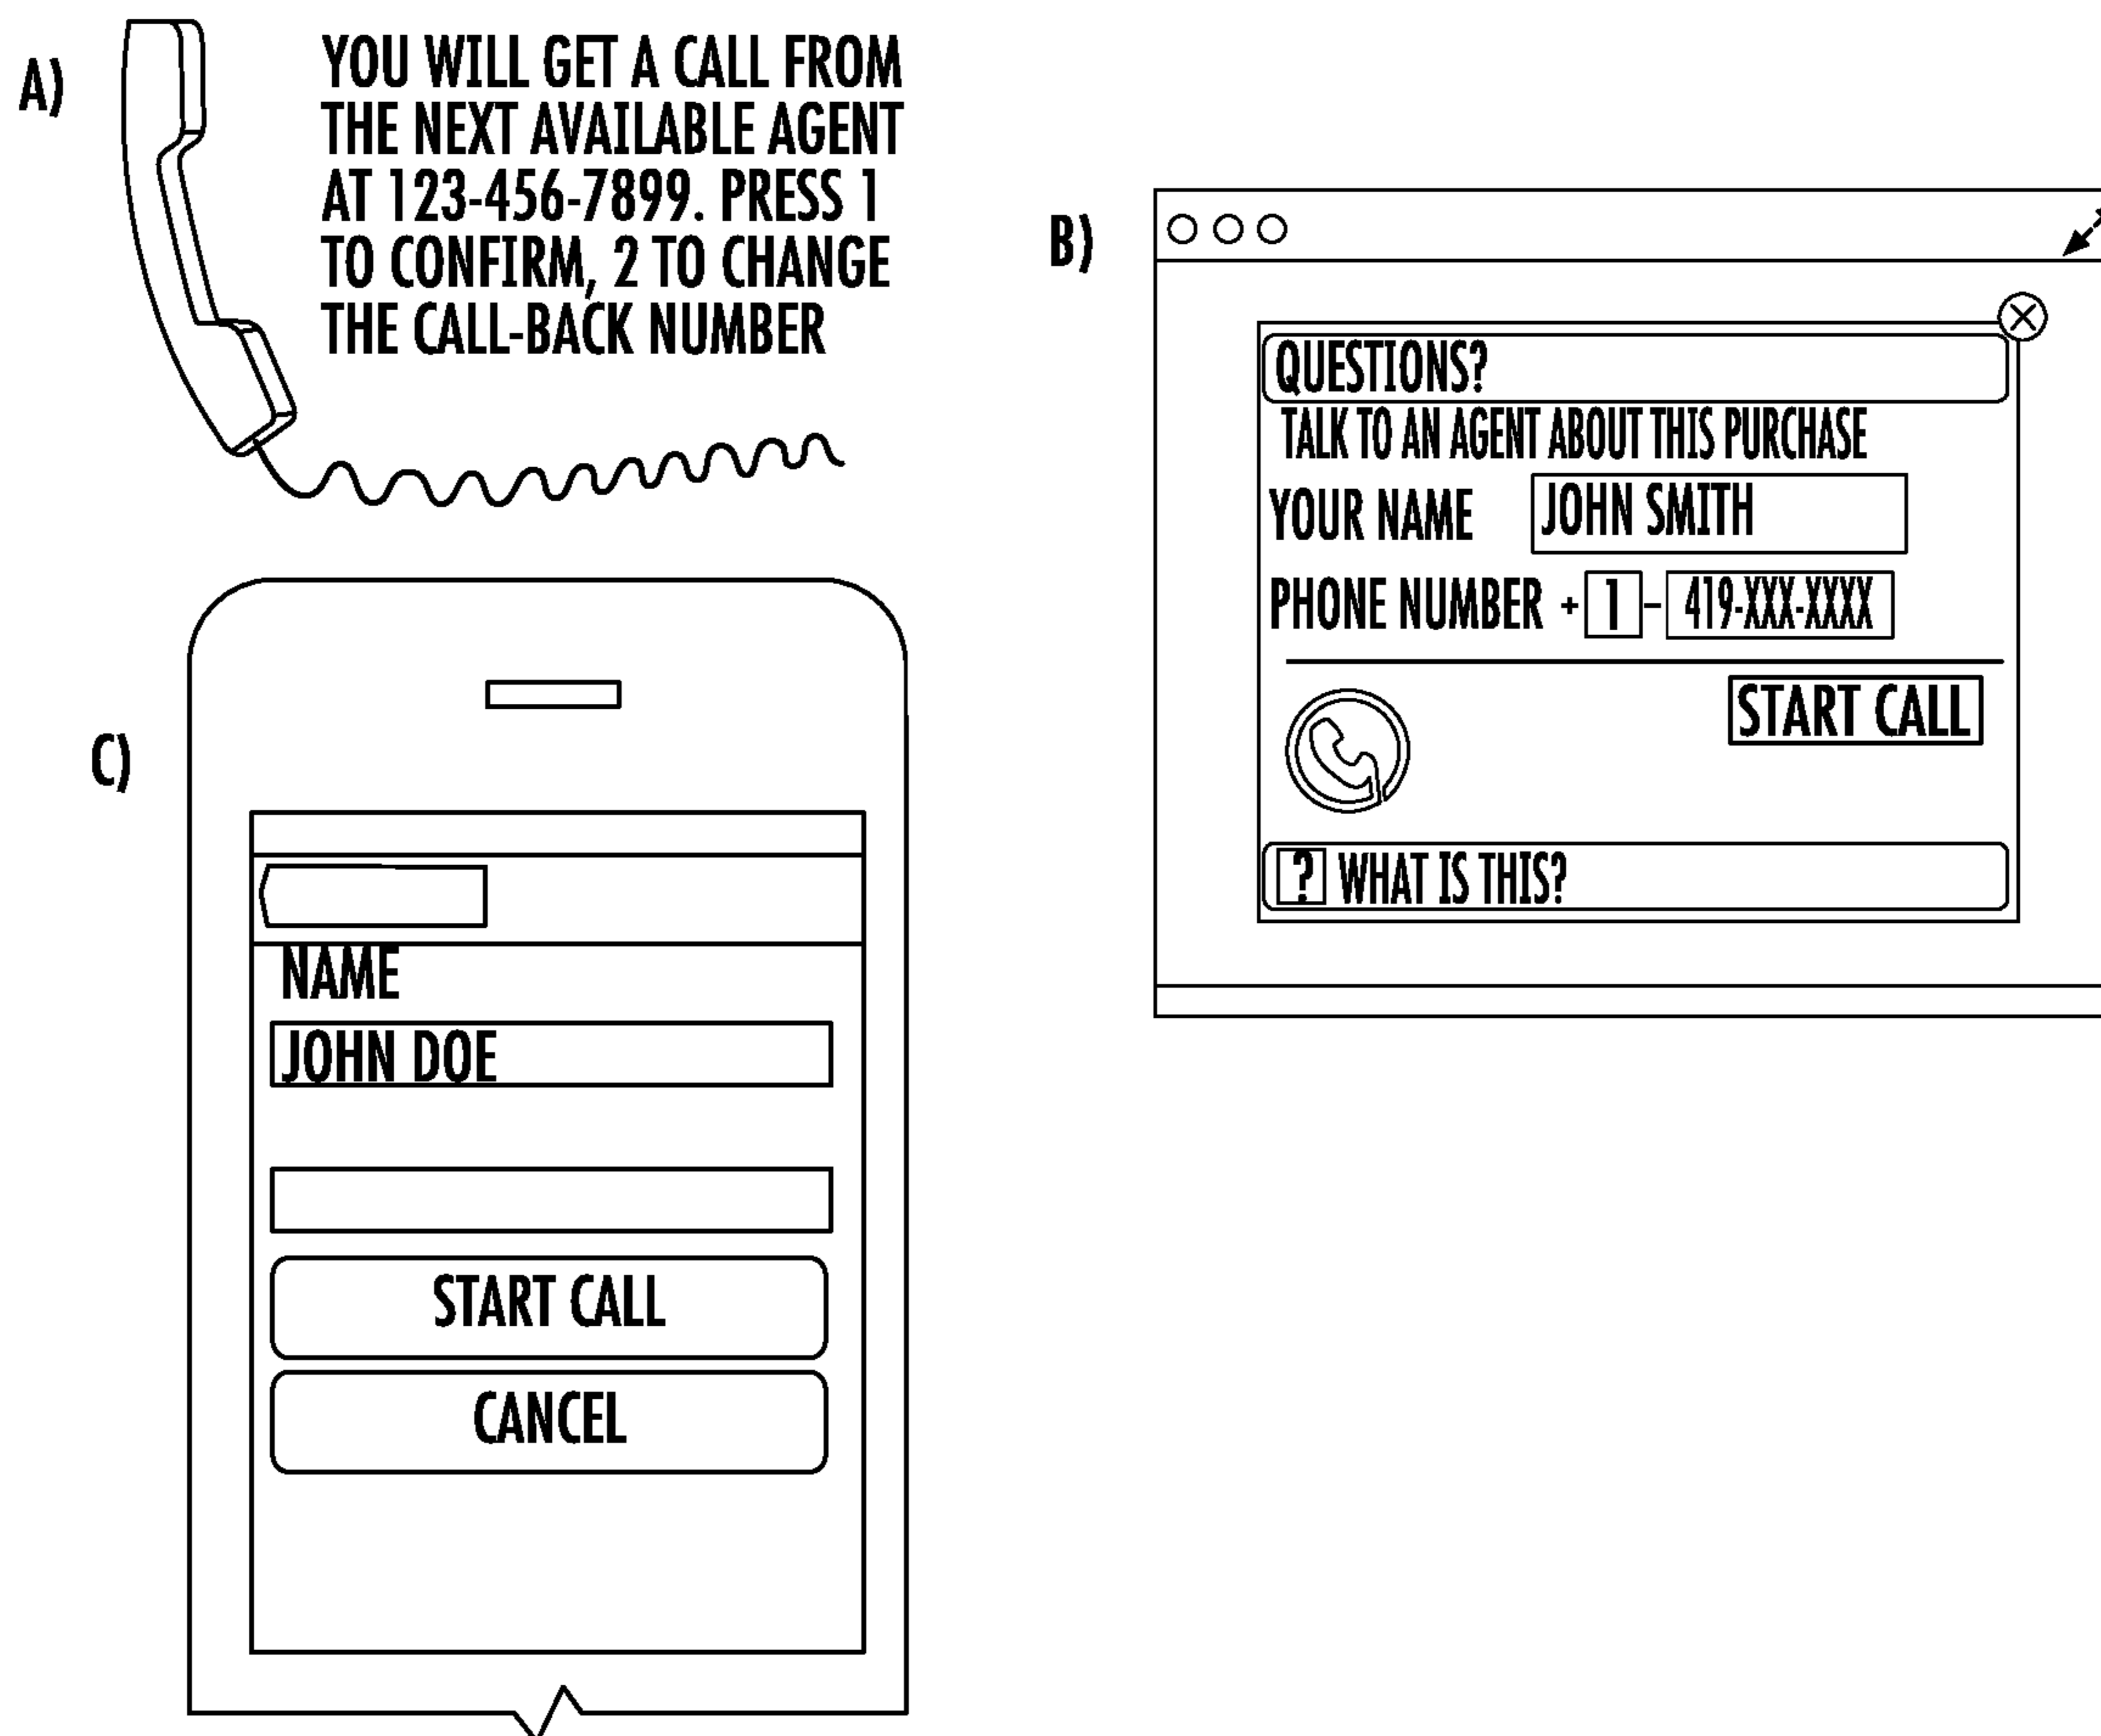 A)
YOU WILL GET A CALL FROM
THE NEXT AVAILABLE AGENT
AT 123-456-7899. PRESS 1
TO CONFIRM, 2 TO CHANGE
THE CALL-BACK NUMBER
B)
QUESTIONS?
TALK TO AN AGENT ABOUT THIS PURCHASE
YOUR NAME JOHN SMITH
PHONE NUMBER + 1 - 419-XXX-XXXX
START CALL
? WHAT IS THIS?
C)
NAME
JOHN DOE
START CALL
CANCEL